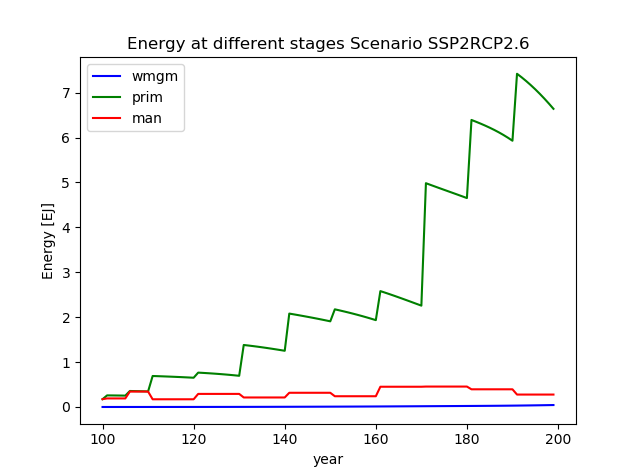 Energy at different stages Scenario SSP2RCP2.6
wmgm
prim
man
Energy [EJ]
7
6
5
4
3
2
1
0
100 120 140 160 180 200
year